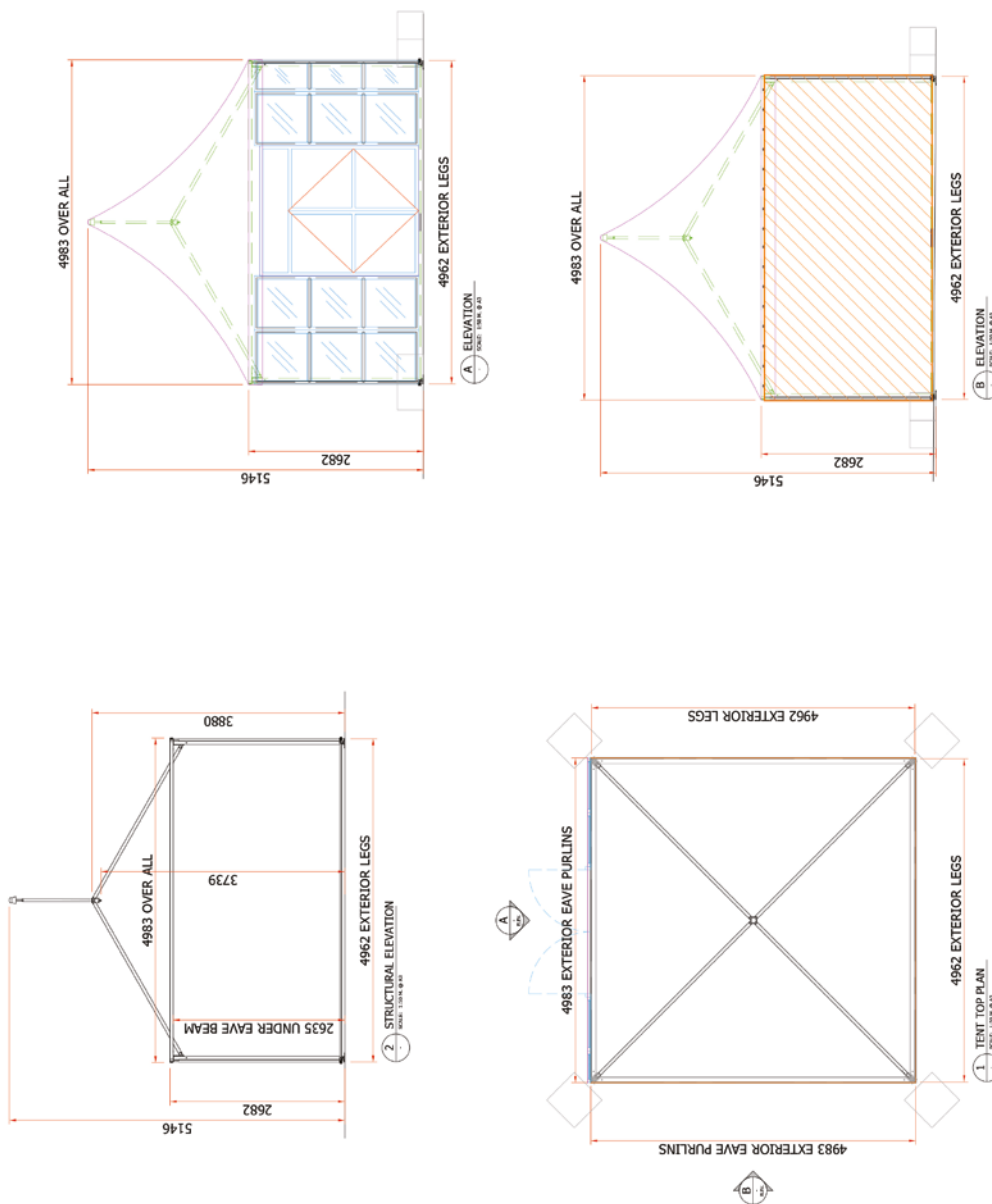 4983 OVER ALL
2682
5146
4962 EXTERIOR LEGS
A
ELEVATION
4983 OVER ALL
2682
5146
4962 EXTERIOR LEGS
B
ELEVATION
3880
4983 OVER ALL
3739
2635 UNDER EAVE BEAM
2682
5146
4962 EXTERIOR LEGS
2
STRUCTURAL ELEVATION
A
4983 EXTERIOR EAVE PURLINS
4962 EXTERIOR LEGS
4983 EXTERIOR EAVE PURLINS
B
4962 EXTERIOR LEGS
1
TENT TOP PLAN